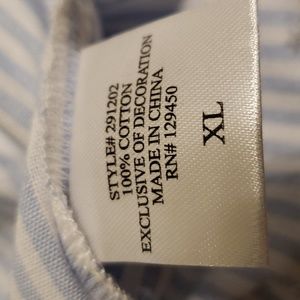 STYLE# 291202
100% COTTON
EXCLUSIVE OF DECORATION
MADE IN CHINA
RN# 129450
XL